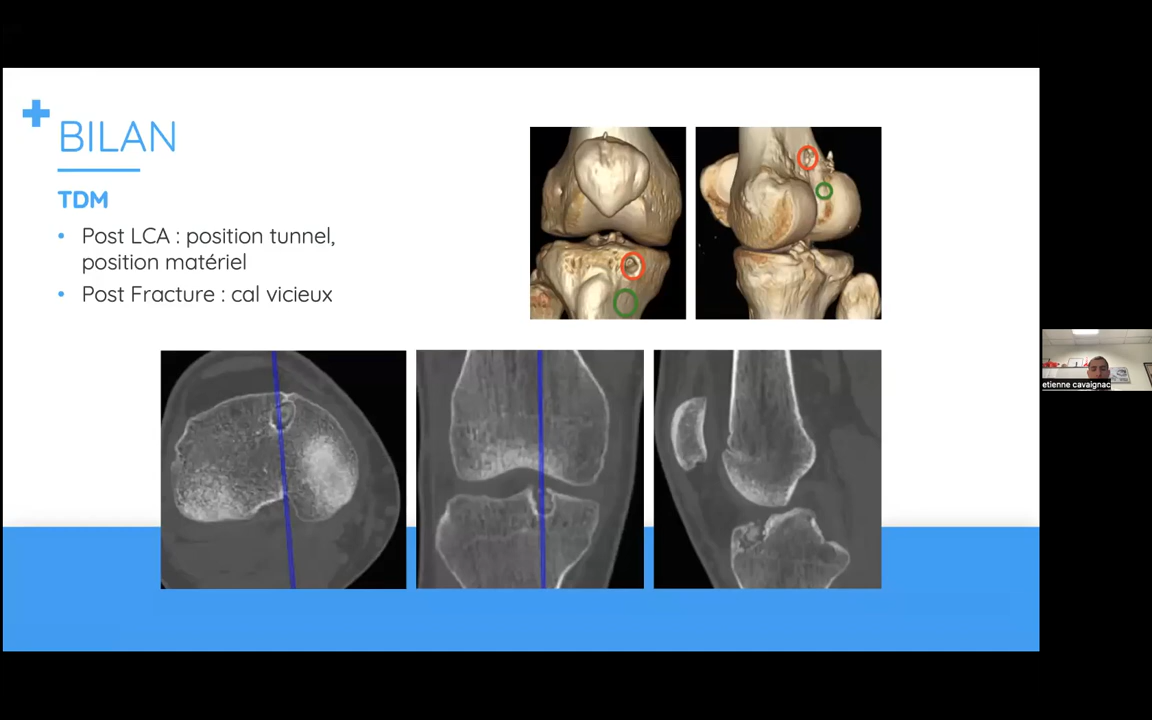 BILAN
TDM
• Post LCA : position tunnel,
position matériel
• Post Fracture : cal vicieux
etienne cavaignac